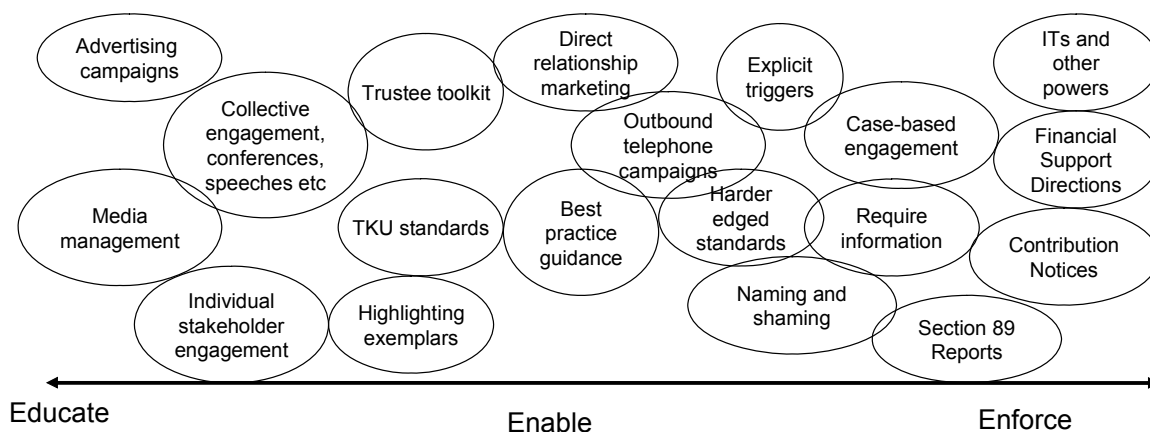 Advertising
campaigns
Collective
engagement,
conferences,
speeches etc
Media
management
Individual
stakeholder
engagement
Trustee toolkit
TKU standards
Highlighting
exemplars
Direct
relationship
marketing
Outbound
telephone
campaigns
Best
practice
guidance
Explicit
triggers
Harder
edged
standards
Naming and
shaming
Case-based
engagement
Require
information
Section 89
Reports
ITs and
other
powers
Financial
Support
Directions
Contribution
Notices
Educate
Enable
Enforce